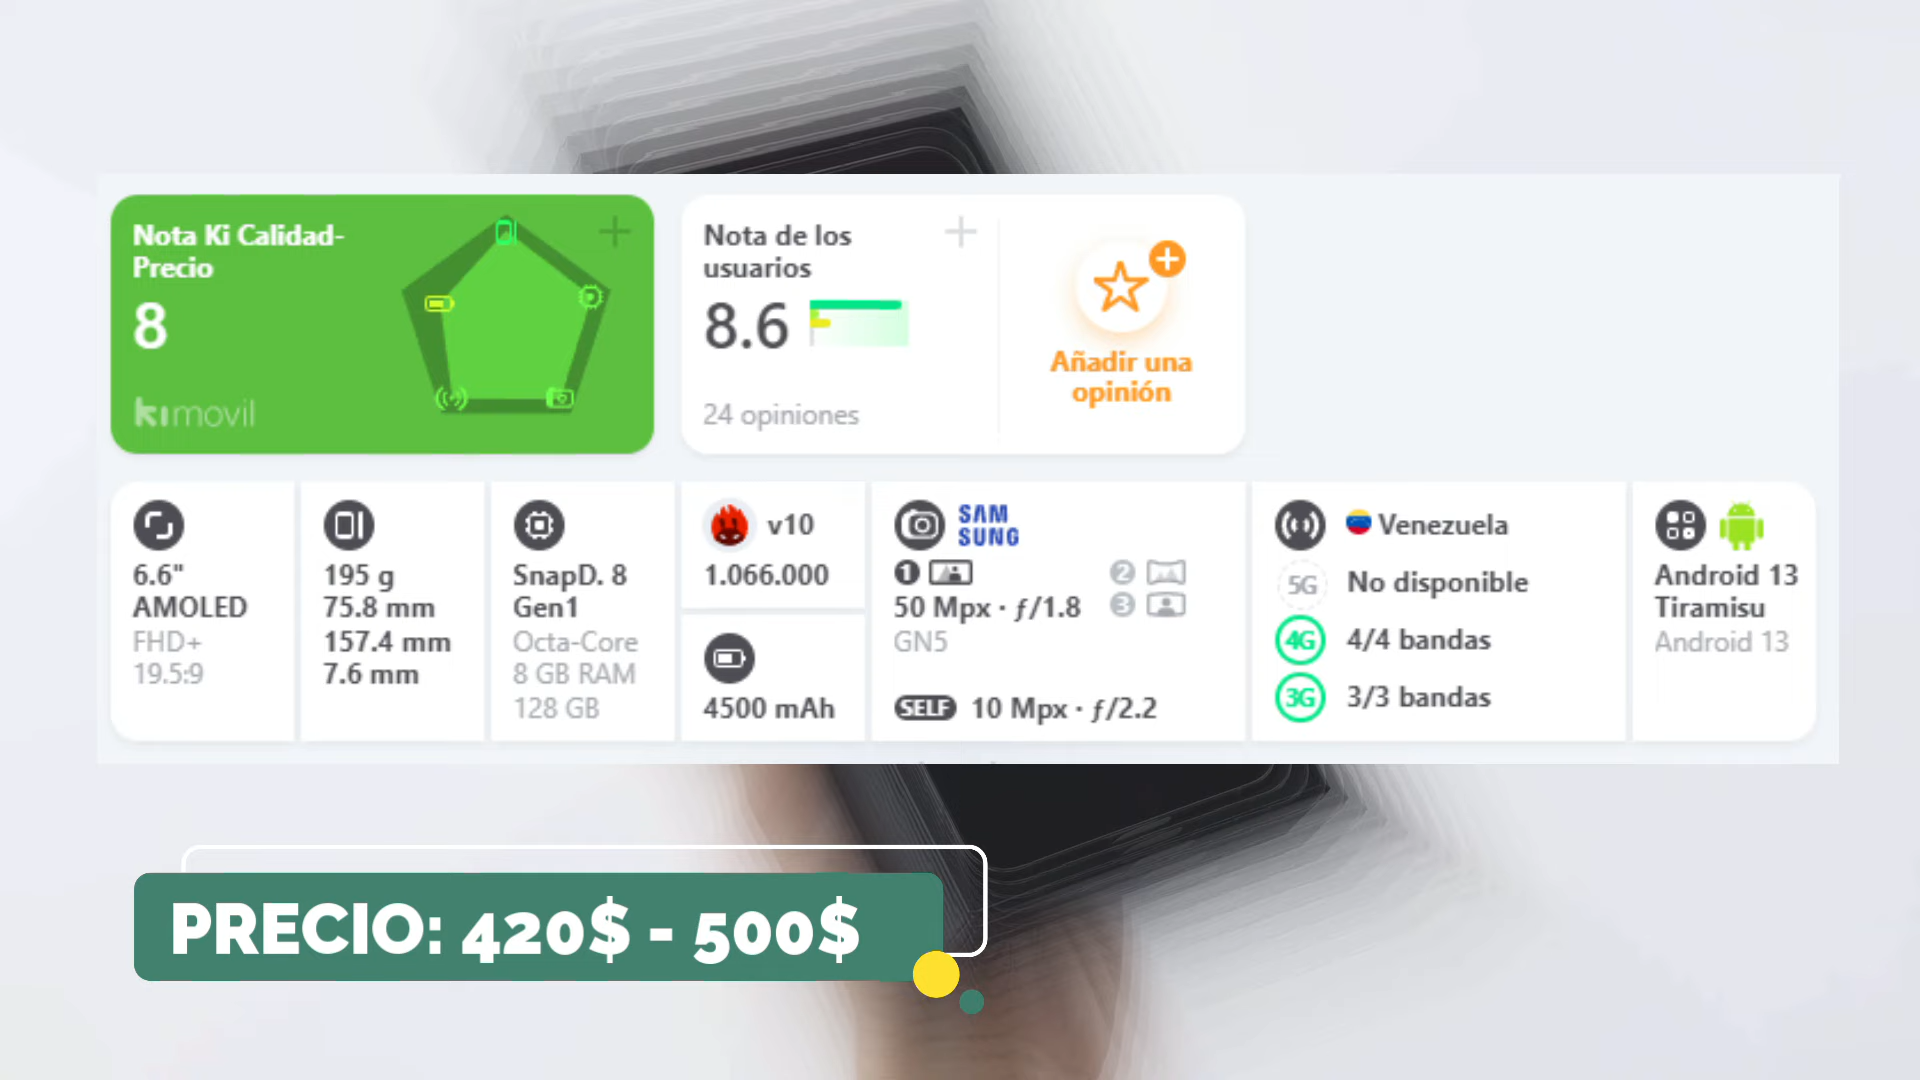 Nota Ki Calidad-
Precio
8
kimovil
Nota de los
usuarios
8.6
24 opiniones
Añadir una
opinión
6.6"
AMOLED
FHD+
19.5:9
195 g
75.8 mm
157.4 mm
7.6 mm
SnapD. 8
Gen1
Octa-Core
8 GB RAM
128 GB
v10
1.066.000
4500 mAh
SAM
SUNG
1
50 Mpx · ƒ/1.8
GN5
2
3
SELF 10 Mpx · ƒ/2.2
Venezuela
5G No disponible
4G 4/4 bandas
3G 3/3 bandas
Android 13
Tiramisu
Android 13
PRECIO: 420$ - 500$